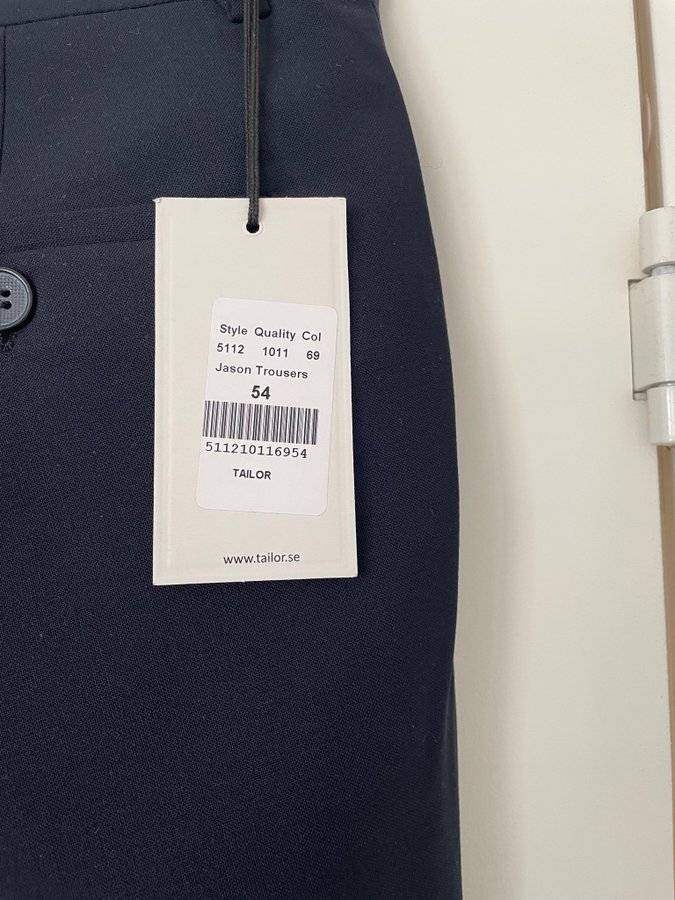 Style Quality Col
5112 1011 69
Jason Trousers
54
511210116954
TAILOR
www.tailor.se